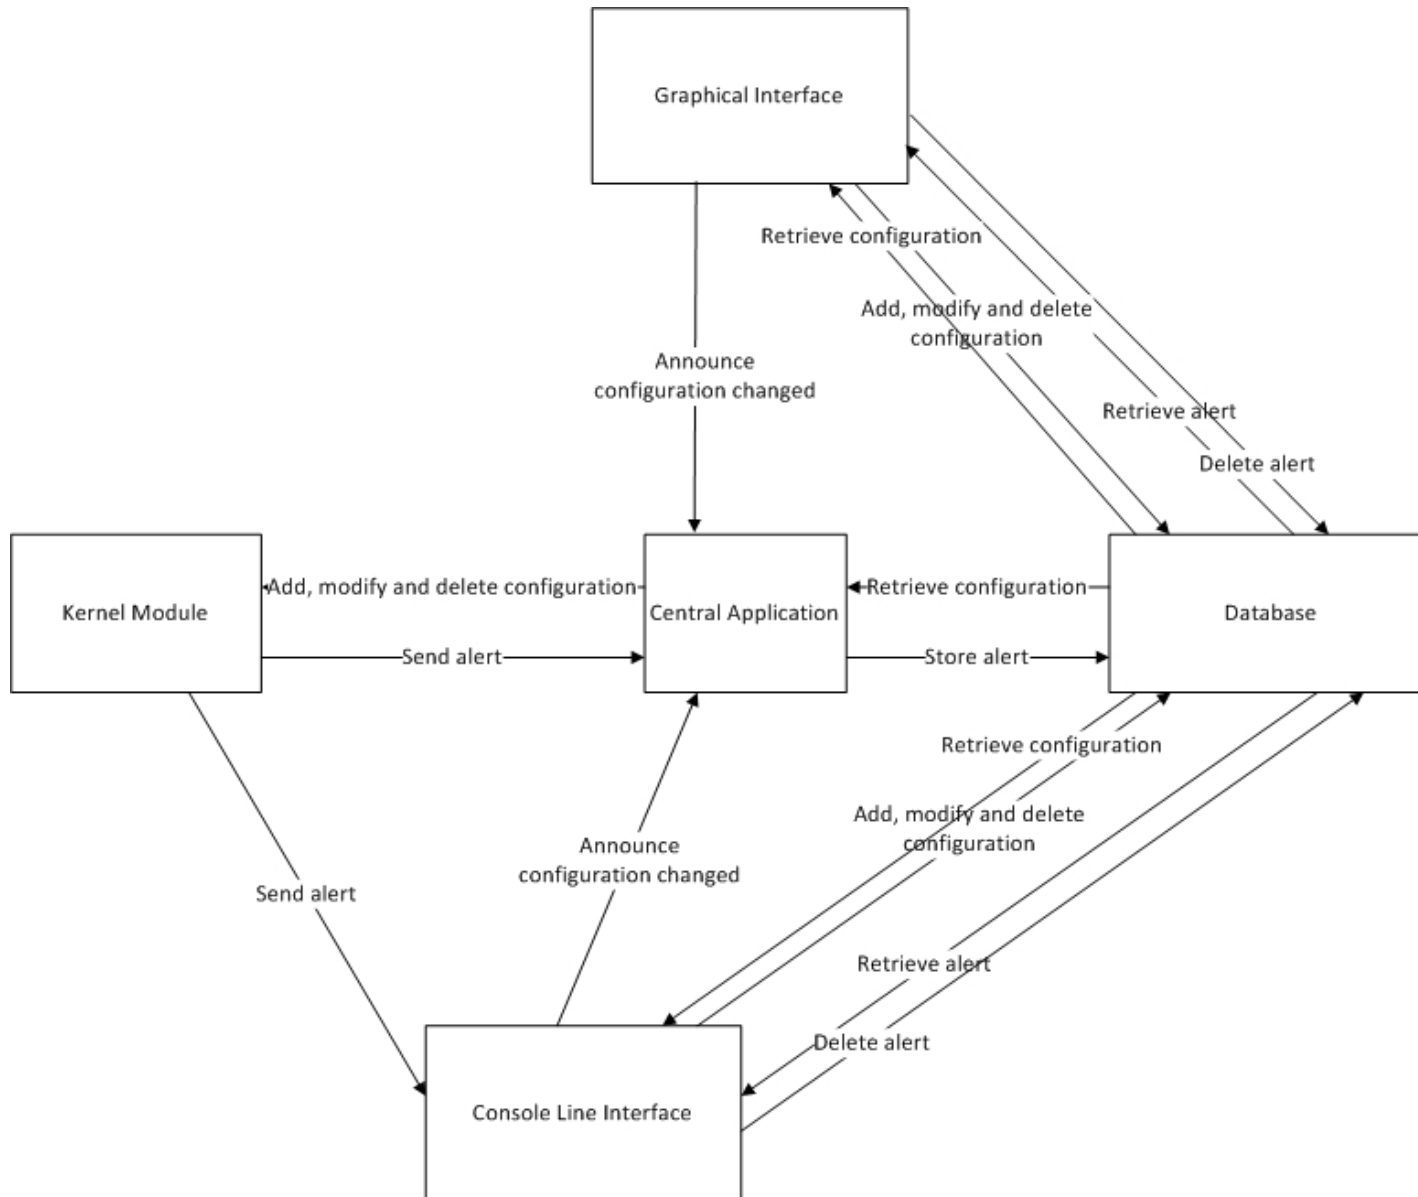 Graphical Interface
Retrieve configuration
Add, modify and delete
configuration
Announce
configuration changed
Retrieve alert
Delete alert
Kernel Module
Add, modify and delete configuration
Send alert
Central Application
Retrieve configuration
Store alert
Database
Retrieve configuration
Add, modify and delete
configuration
Announce
configuration changed
Send alert
Retrieve alert
Delete alert
Console Line Interface